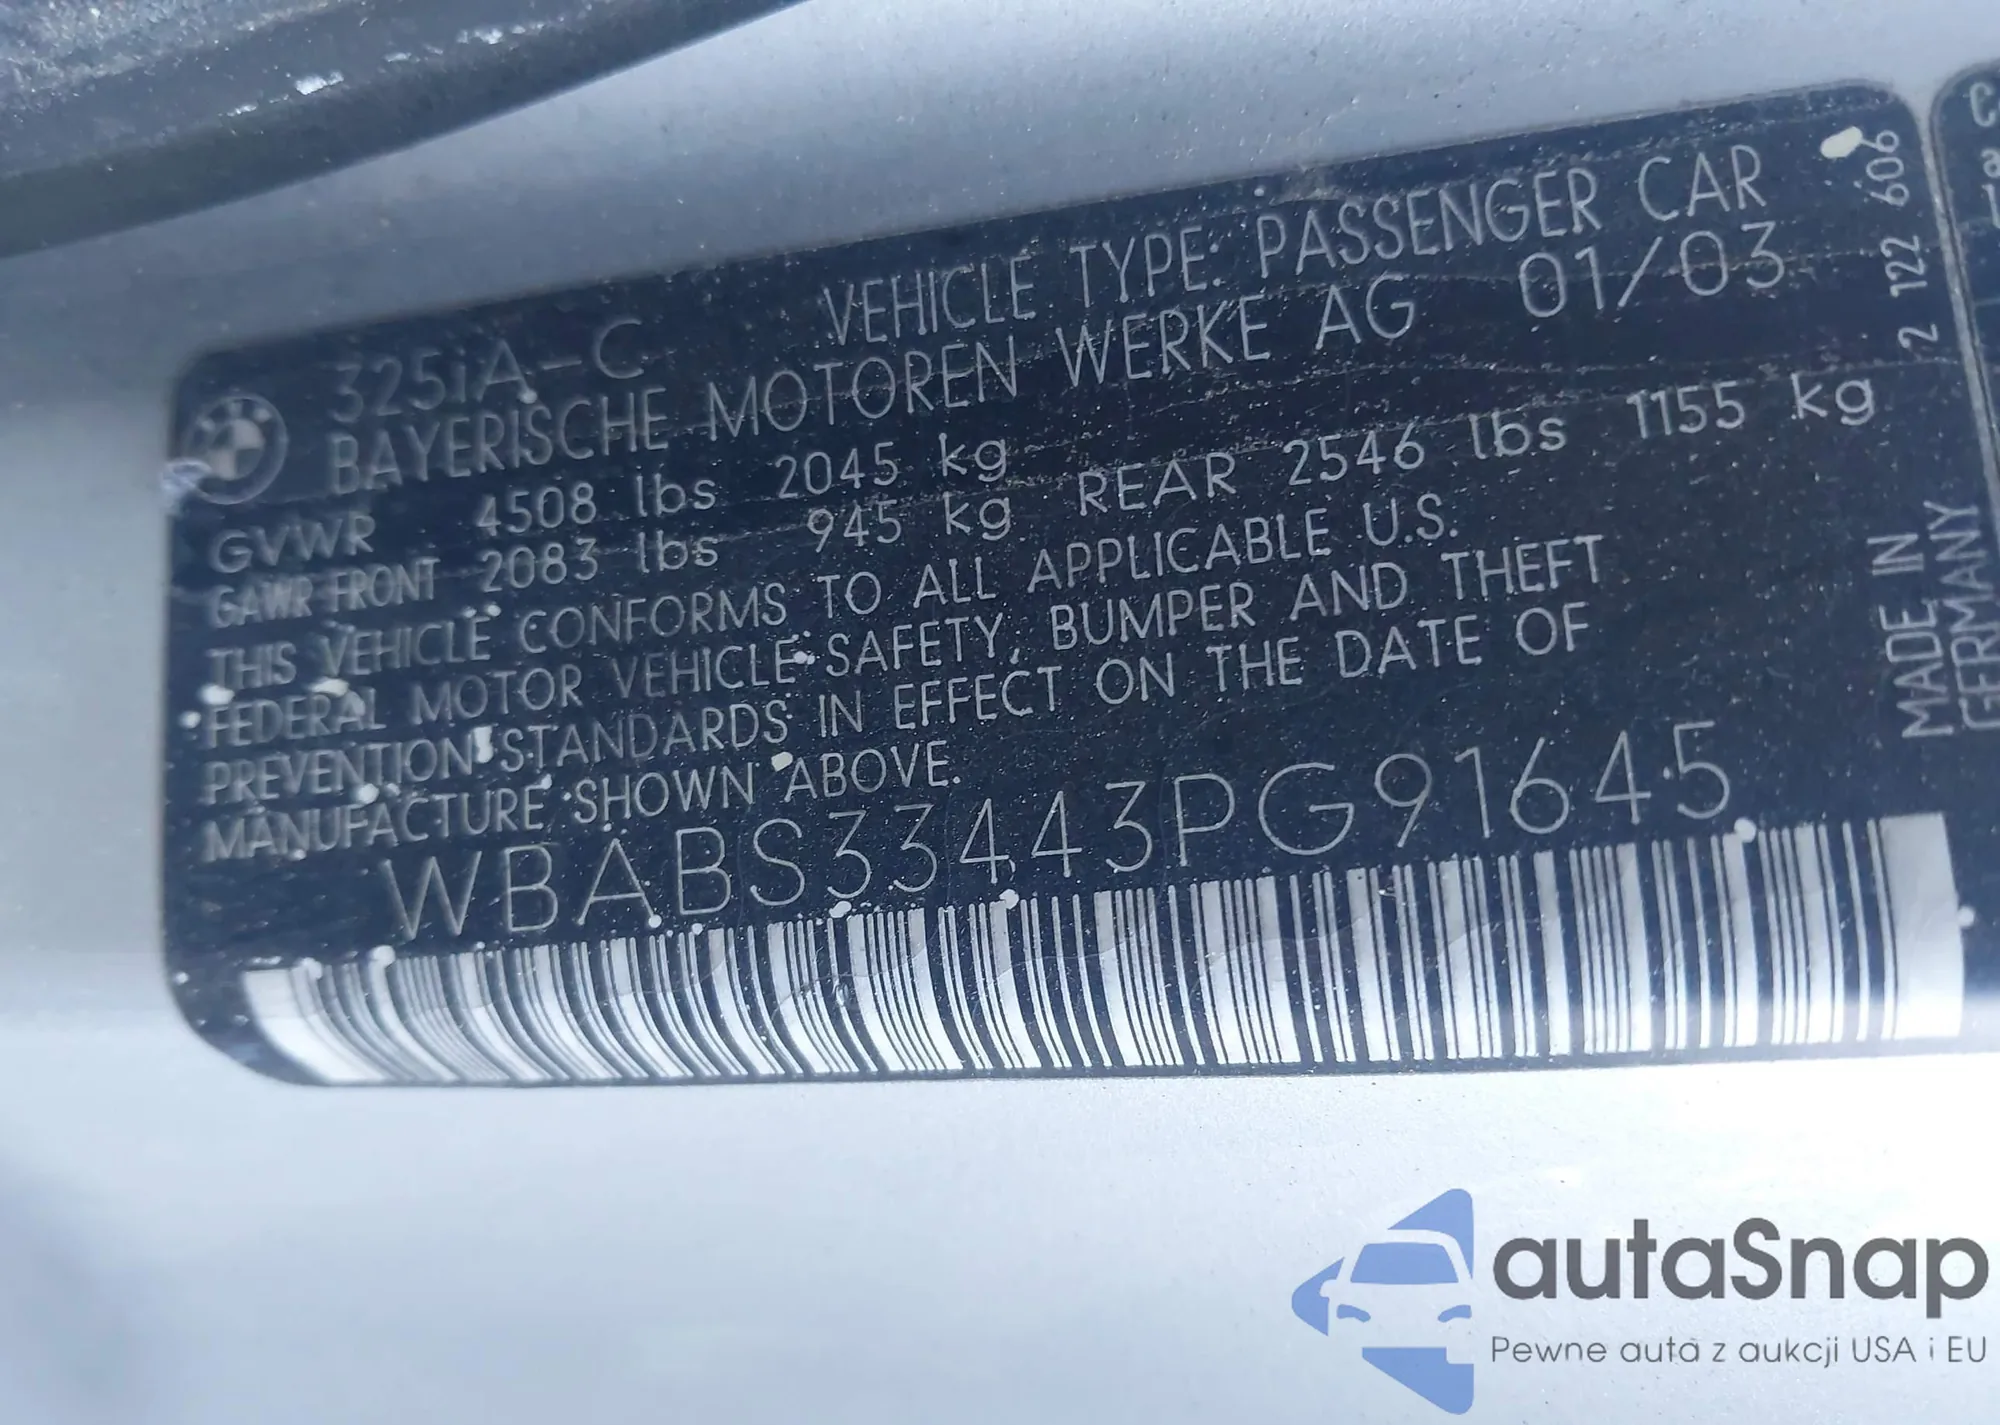 325iA-C VEHICLE TYPE: PASSENGER CAR
BAYERISCHE MOTOREN WERKE AG 01/03
GVWR 4508 lbs 2045 kg
GAWR FRONT 2083 lbs 945 kg REAR 2546 lbs 1155 kg
THIS VEHICLE CONFORMS TO ALL APPLICABLE U.S.
FEDERAL MOTOR VEHICLE SAFETY, BUMPER AND THEFT
PREVENTION STANDARDS IN EFFECT ON THE DATE OF
MANUFACTURE SHOWN ABOVE.
WBABS33443PG91645
2 122 606
MADE IN
GERMANY
autaSnap
Pewne auta z aukcji USA i EU